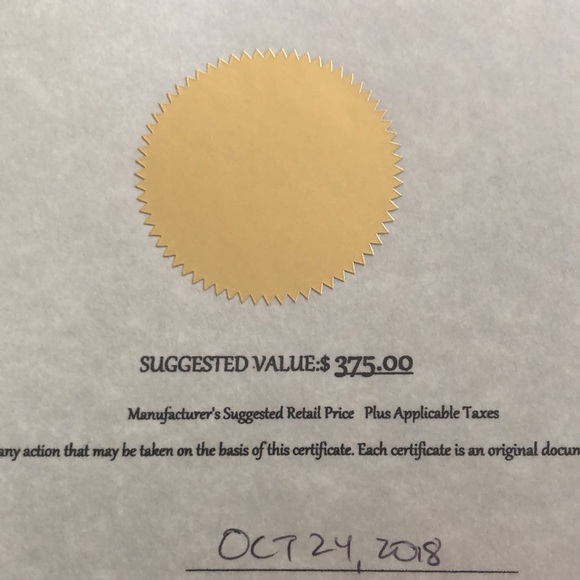 SUGGESTED VALUE:$ 375.00
Manufacturer's Suggested Retail Price Plus Applicable Taxes
any action that may be taken on the basis of this certificate. Each certificate is an original docum
OCT 24, 2018